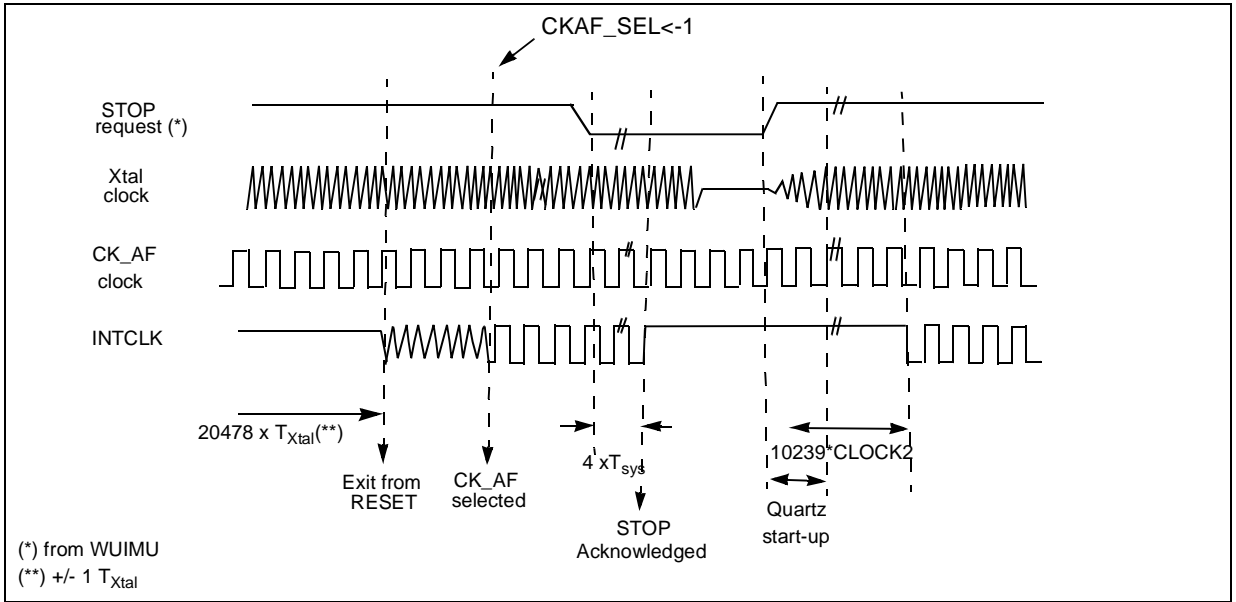 CKAF_SEL<-1
STOP
request (*)
Xtal
clock
CK_AF
clock
INTCLK
20478 x TXtal(**)
4 xTsys
10239*CLOCK2
Exit from
RESET
CK_AF
selected
Quartz
start-up
STOP
Acknowledged
(*) from WUIMU
(**) +/- 1 TXtal